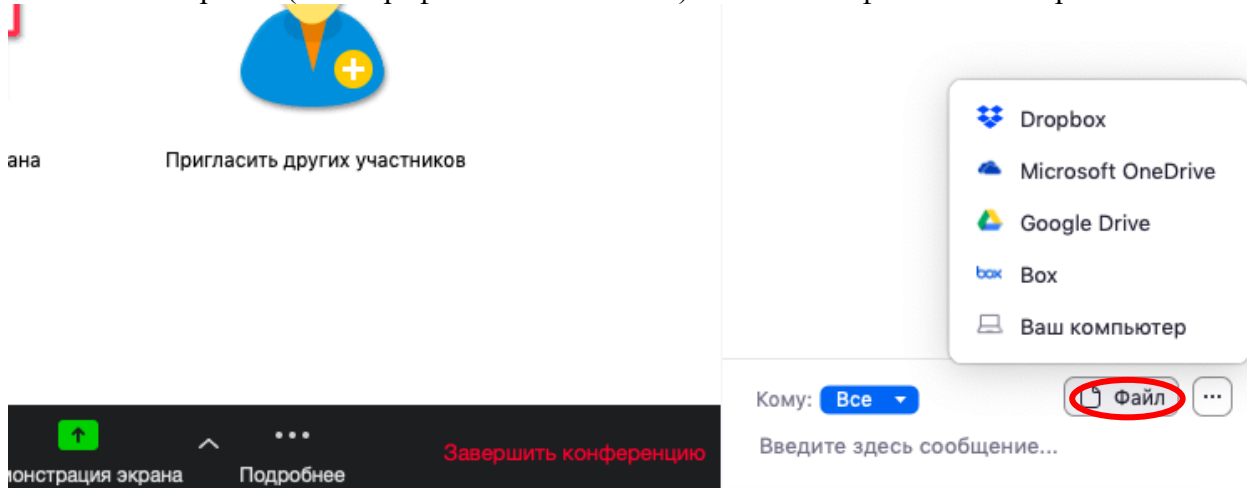 ана
Пригласить других участников
Dropbox
Microsoft OneDrive
Google Drive
box Box
Ваш компьютер
Кому: Все
Файл
Введите здесь сообщение...
монстрация экрана
Подробнее
Завершить конференцию